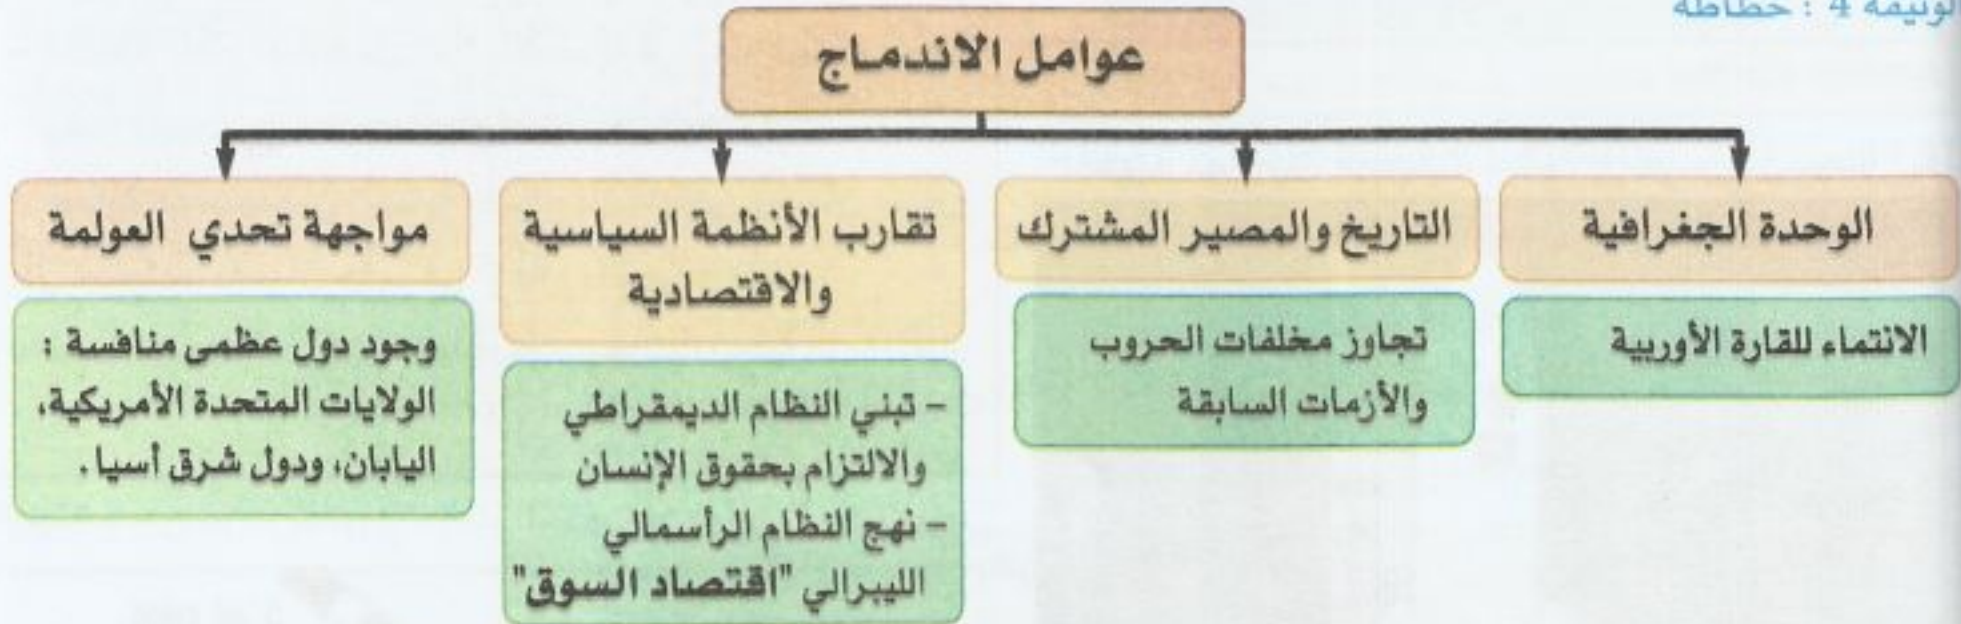 الوثيقة 4 : خطاطة
عوامل الاندماج
الوحدة الجغرافية
الانتماء للقارة الأوربية
التاريخ والمصير المشترك
تجاوز مخلفات الحروب
والأزمات السابقة
تقارب الأنظمة السياسية
والاقتصادية
- تبني النظام الديمقراطي
والالتزام بحقوق الإنسان
- نهج النظام الرأسمالي
الليبرالي "اقتصاد السوق"
مواجهة تحدي العولمة
وجود دول عظمى منافسة :
الولايات المتحدة الأمريكية،
اليابان، ودول شرق أسيا.